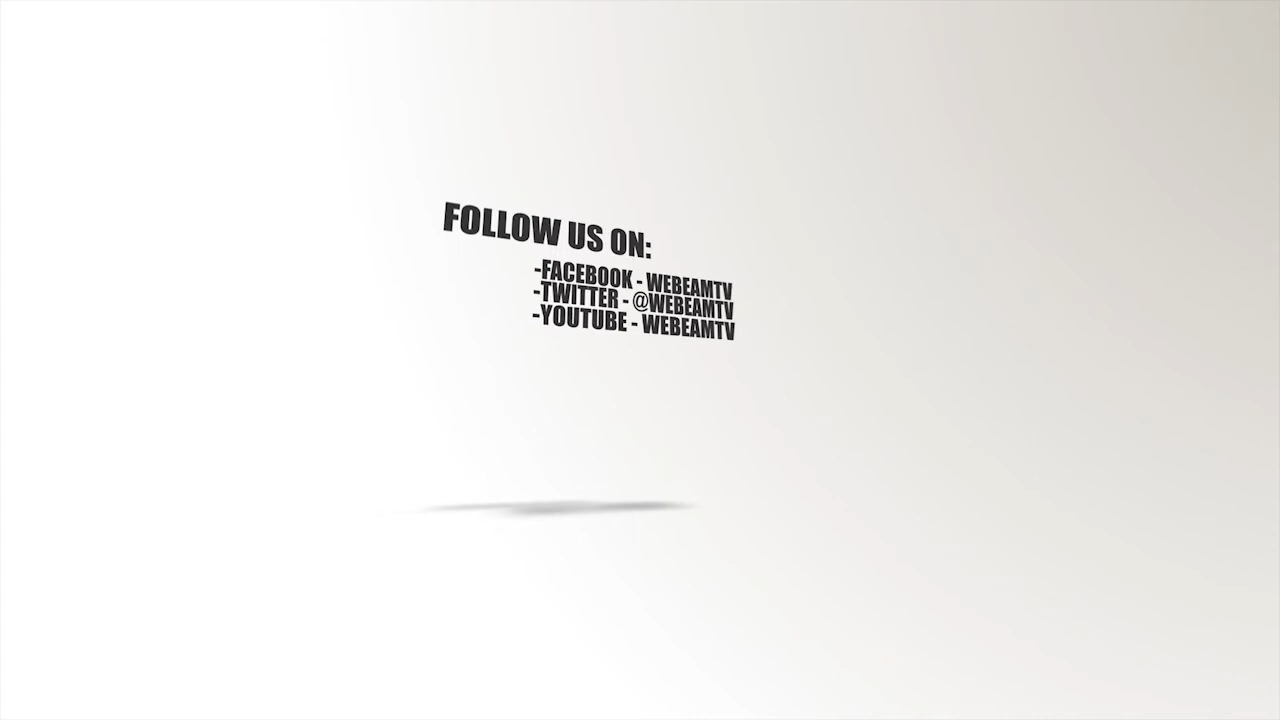 FOLLOW US ON:
-FACEBOOK - WEBEAMTV
-TWITTER - @WEBEAMTV
-YOUTUBE - WEBEAMTV